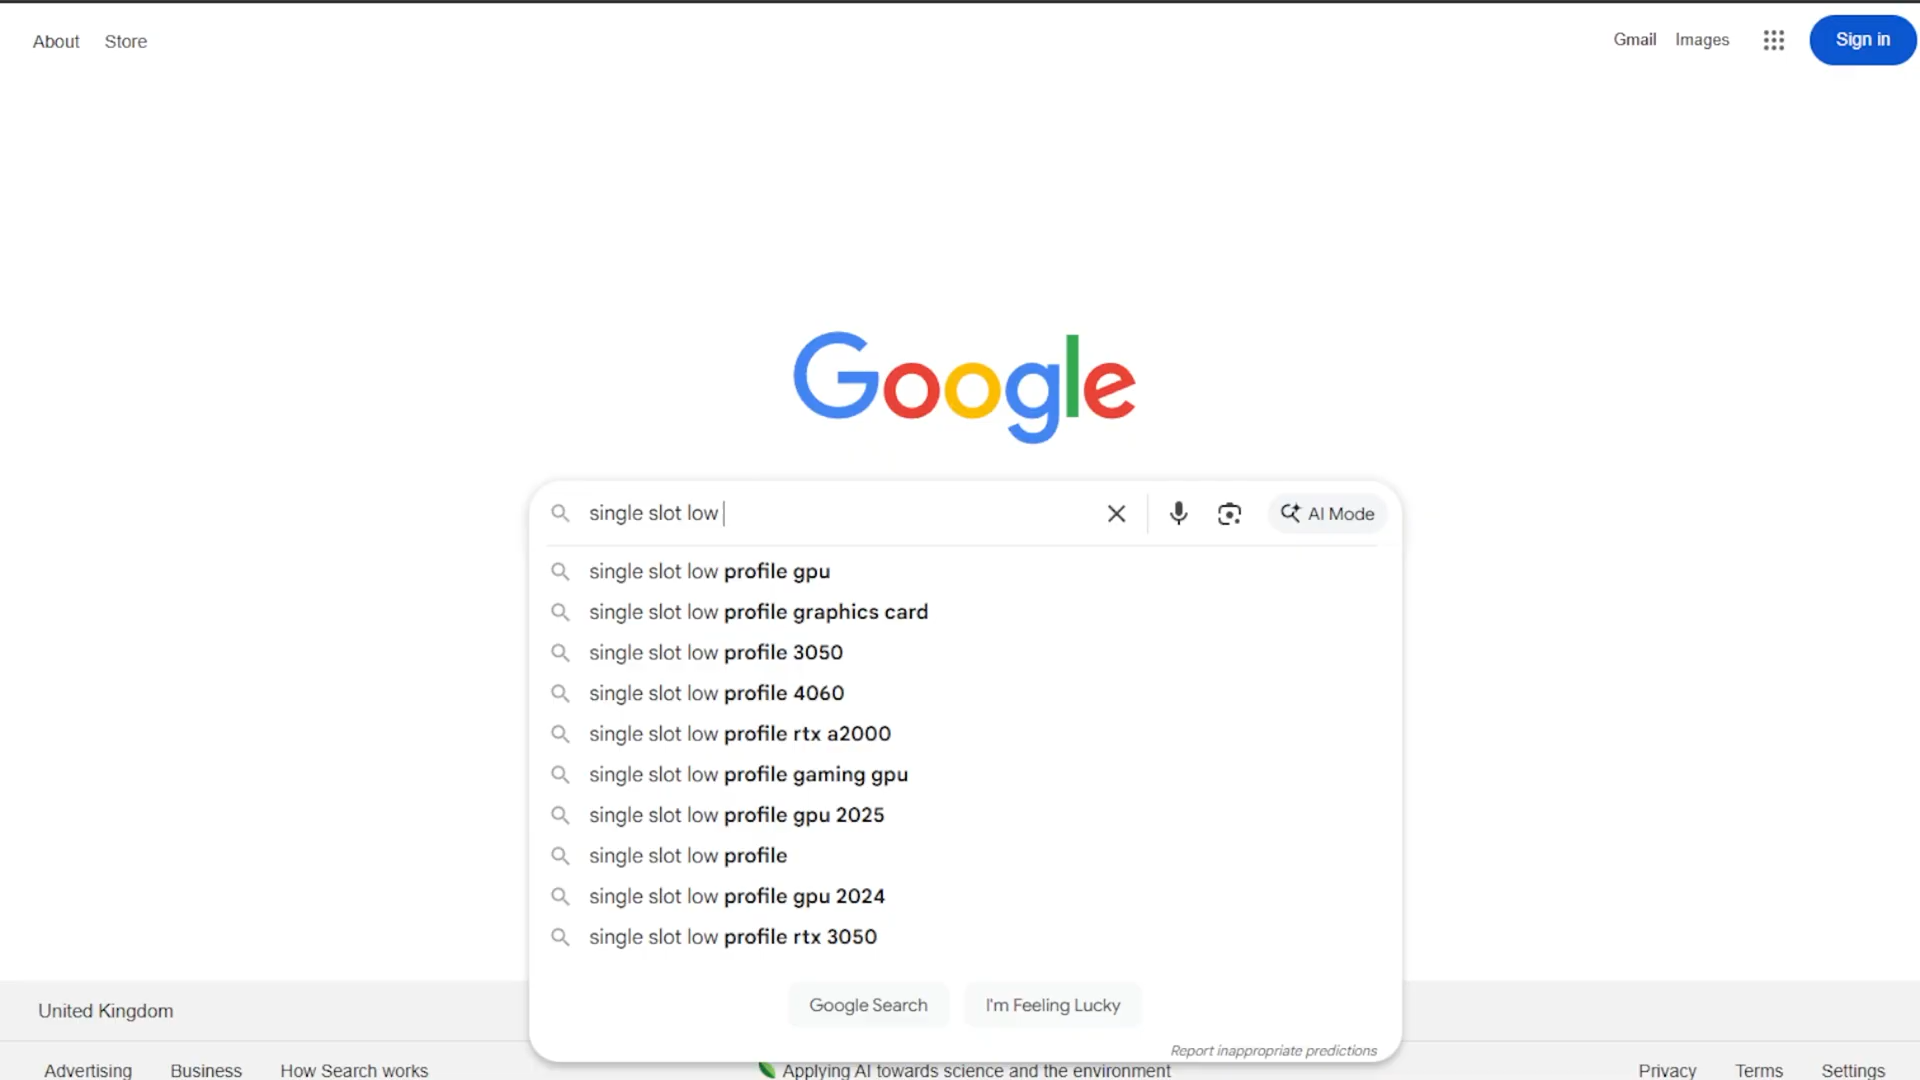 About Store Gmail Images Sign in
Google
single slot low
AI Mode
single slot low profile gpu
single slot low profile graphics card
single slot low profile 3050
single slot low profile 4060
single slot low profile rtx a2000
single slot low profile gaming gpu
single slot low profile gpu 2025
single slot low profile
single slot low profile gpu 2024
single slot low profile rtx 3050
Google Search I'm Feeling Lucky
United Kingdom
Report inappropriate predictions
Advertising Business How Search works Applying AI towards science and the environment Privacy Terms Settings